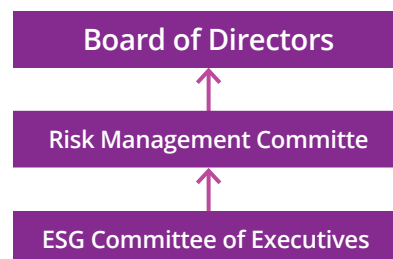 Board of Directors
Risk Management Committe
ESG Committee of Executives